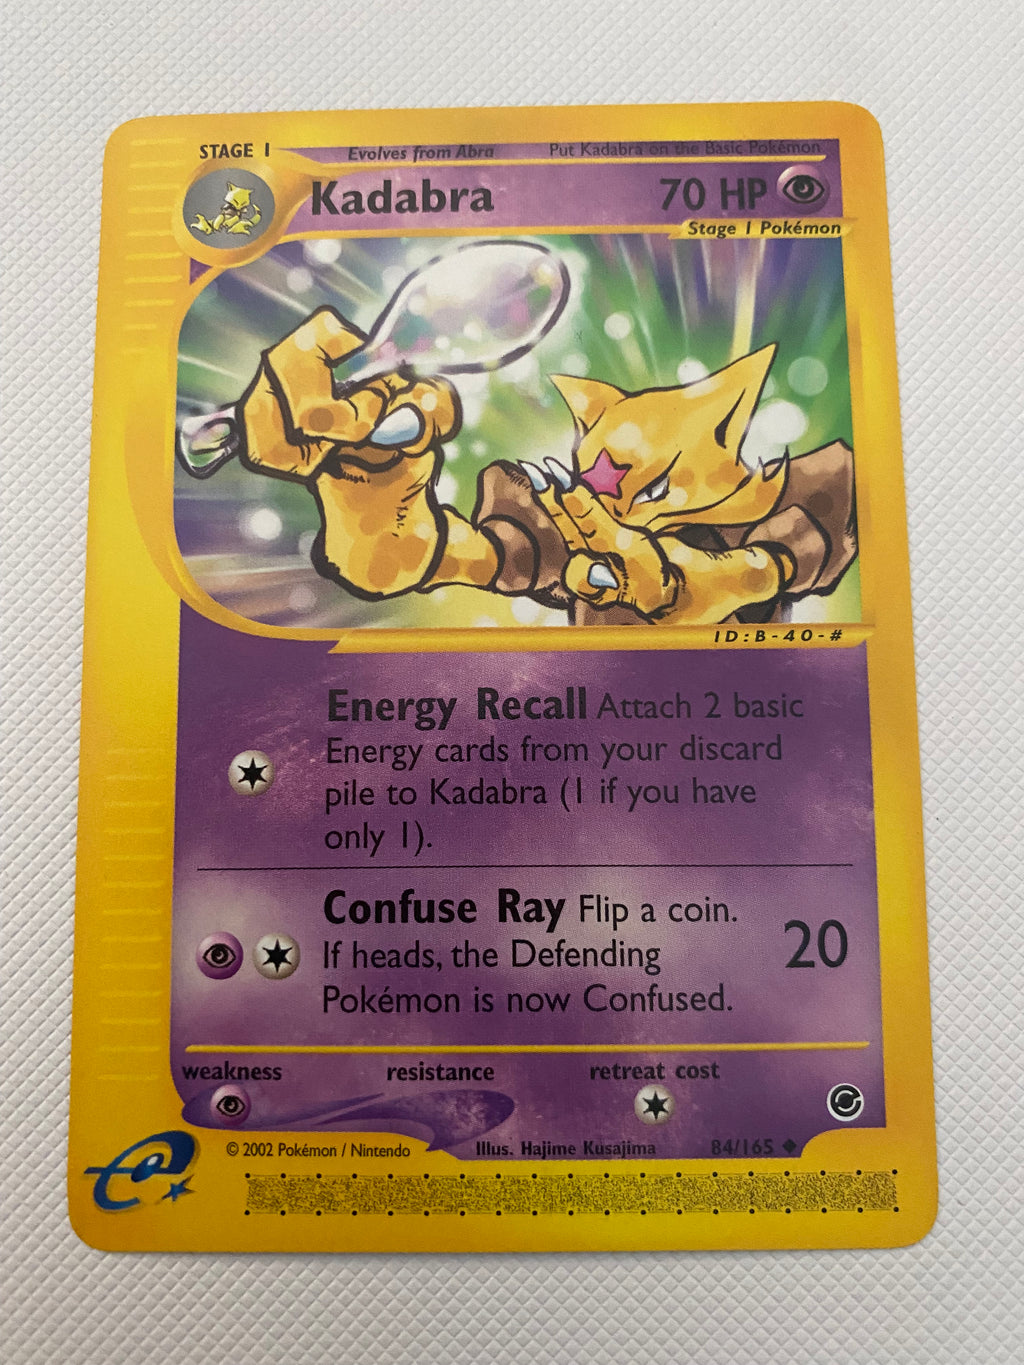 STAGE 1 Evolves from Abra Put Kadabra on the Basic Pokémon
Kadabra 70 HP
Stage 1 Pokémon
ID:B-40-#
Energy Recall Attach 2 basic
Energy cards from your discard
pile to Kadabra (1 if you have
only 1).
Confuse Ray Flip a coin.
If heads, the Defending
Pokémon is now Confused.
20
weakness resistance retreat cost
© 2002 Pokémon / Nintendo Illus. Hajime Kusajima 84/165
e